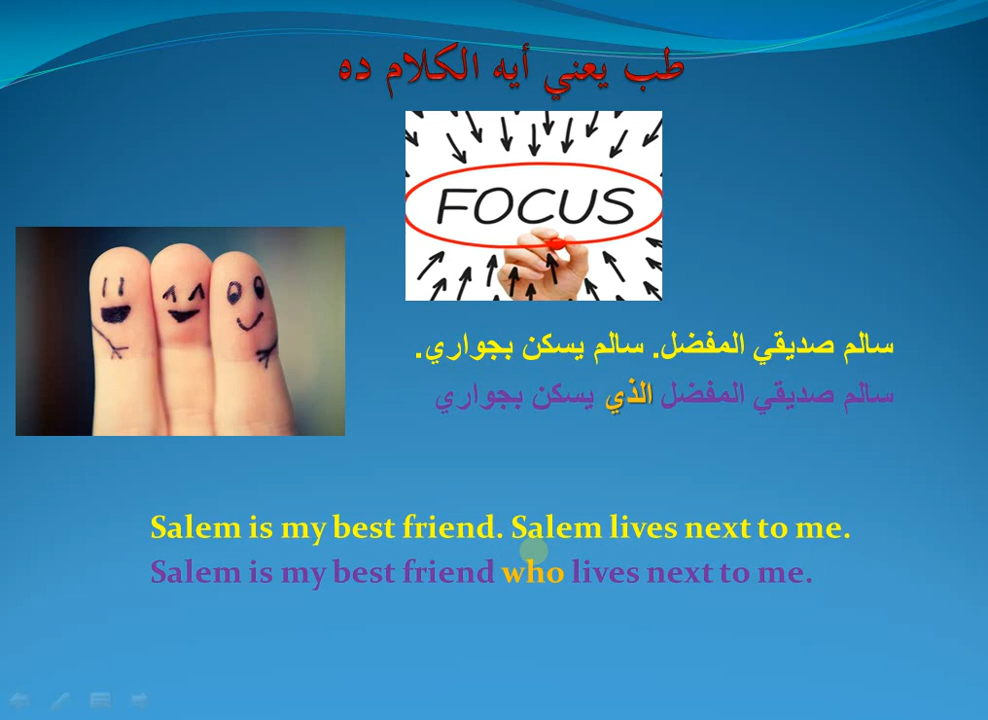 طب يعني أيه الكلام ده
FOCUS
سالم صديقي المفضل. سالم يسكن بجواري.
سالم صديقي المفضل الذي يسكن بجواري
Salem is my best friend. Salem lives next to me.
Salem is my best friend who lives next to me.